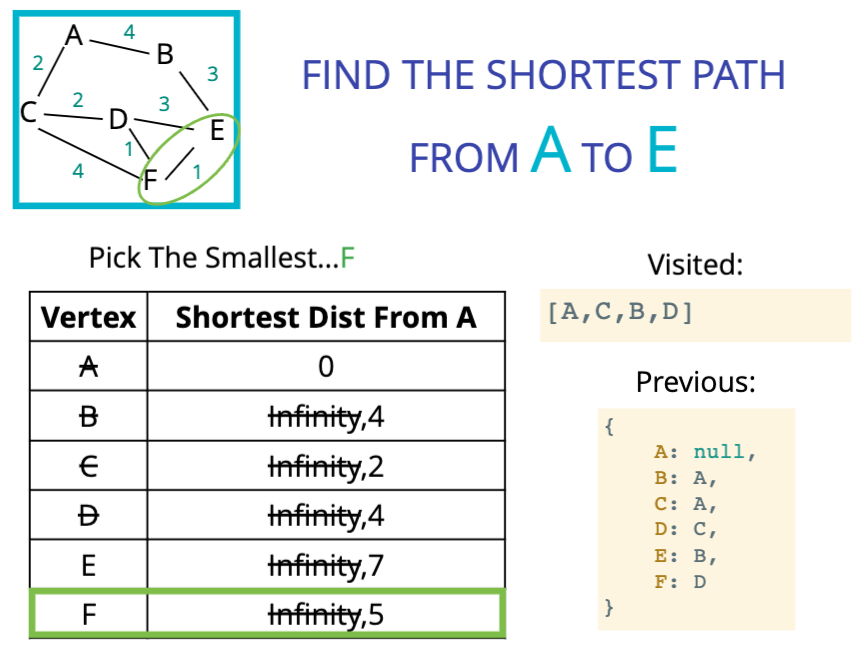 A 4 B
2 3
C 2 D 3 E
1
4 F 1
FIND THE SHORTEST PATH
FROM A TO E
Pick The Smallest...F
Vertex Shortest Dist From A
A 0
B Infinity,4
C Infinity,2
D Infinity,4
E Infinity,7
F Infinity,5
Visited:
[A,C,B,D]
Previous:
{
A: null,
B: A,
C: A,
D: C,
E: B,
F: D
}